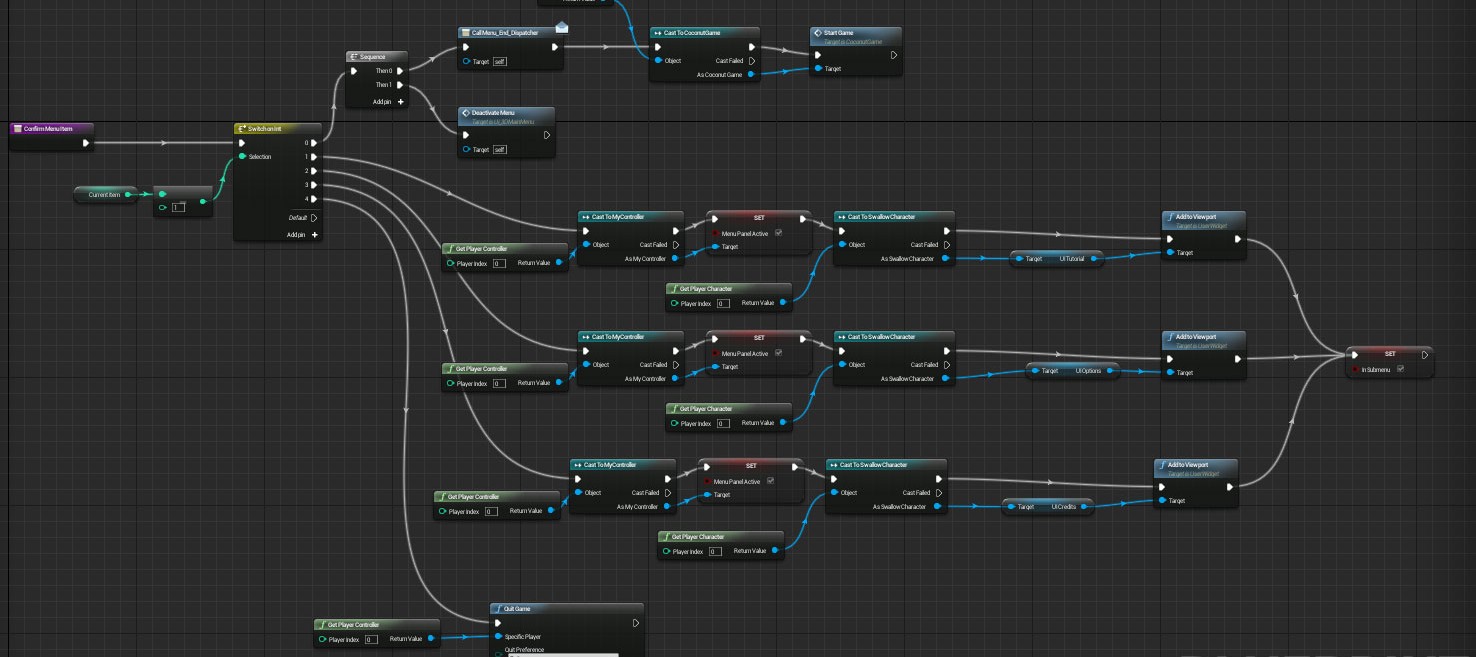 Return Value
Call Menu_End_Dispatcher
Target self
Cast To CoconutGame
Object Cast Failed
As Coconut Game
Start Game
Target is Coconut Game
Target
Sequence
Then 0
Then 1
Add pin +
Deactivate Menu
Target self
Confirm Menu Item
Switch on Int
Selection
0
1
2
3
4
Default
Add pin +
Current Item
1
Get Player Controller
Player Index 0 Return Value
Cast To MyController
Object Cast Failed
As My Controller
SET
Menu Panel Active
Target
Cast To SwallowCharacter
Object Cast Failed
As Swallow Character
Get Player Character
Player Index 0 Return Value
Target UI Tutorial
Add to Viewport
Target is User Widget
Target
Get Player Controller
Player Index 0 Return Value
Cast To MyController
Object Cast Failed
As My Controller
SET
Menu Panel Active
Target
Cast To SwallowCharacter
Object Cast Failed
As Swallow Character
Get Player Character
Player Index 0 Return Value
Target UI Options
Add to Viewport
Target is User Widget
Target
SET
In Submenu
Get Player Controller
Player Index 0 Return Value
Cast To MyController
Object Cast Failed
As My Controller
SET
Menu Panel Active
Target
Cast To SwallowCharacter
Object Cast Failed
As Swallow Character
Get Player Character
Player Index 0 Return Value
Target UI Credits
Add to Viewport
Target is User Widget
Target
Get Player Controller
Player Index 0 Return Value
Quit Game
Specific Player
Quit Preference